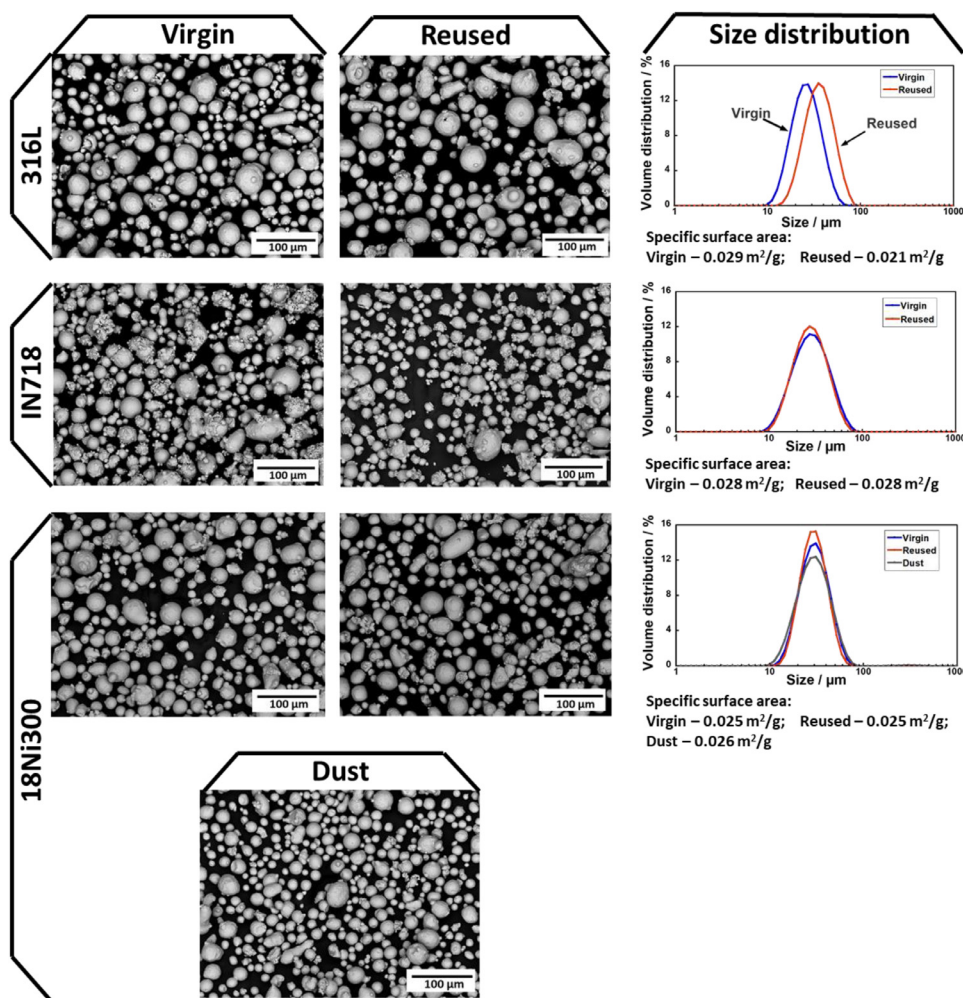 Virgin
Reused
Size distribution
316L
100 µm
100 µm
Volume distribution / %
16
12
8
4
0
Virgin
Reused
Virgin
Reused
1
10
100
1000
Size / µm
Specific surface area:
Virgin – 0.029 m²/g; Reused – 0.021 m²/g
IN718
100 µm
100 µm
Volume distribution / %
16
12
8
4
0
Virgin
Reused
1
10
100
1000
Size / µm
Specific surface area:
Virgin – 0.028 m²/g; Reused – 0.028 m²/g
18Ni300
100 µm
100 µm
Volume distribution / %
16
12
8
4
0
Virgin
Reused
Dust
1
10
100
1000
Size / µm
Specific surface area:
Virgin – 0.025 m²/g; Reused – 0.025 m²/g;
Dust – 0.026 m²/g
Dust
100 µm